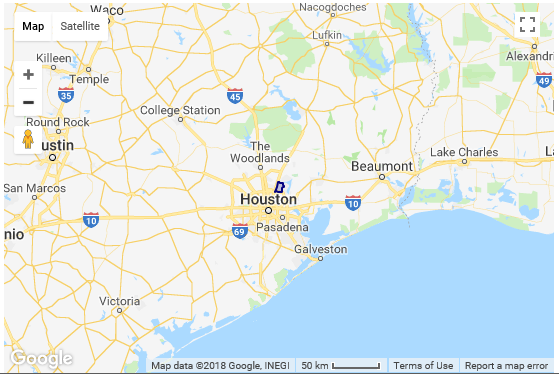 Nacogdoches
Waco
Map Satellite
Lufkin
Killeen
Alexandri
Temple
49
35
45
College Station
Round Rock
ustin
The
Woodlands
Lake Charles
La
Beaumont
San Marcos
Houston
10
10
Pasadena
nio
69
Galveston
Victoria
Google
Map data ©2018 Google, INEGI 50 km Terms of Use Report a map error